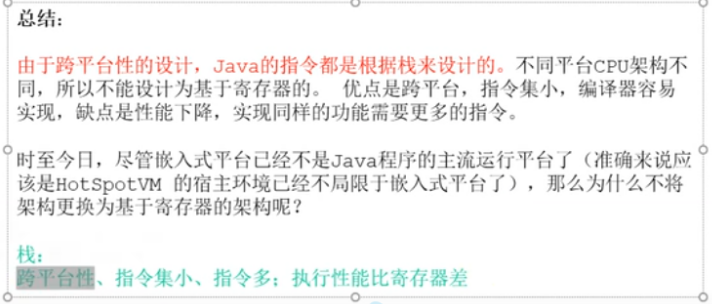 总结：
由于跨平台性的设计，Java的指令都是根据栈来设计的。不同平台CPU架构不
同，所以不能设计为基于寄存器的。 优点是跨平台，指令集小，编译器容易
实现，缺点是性能下降，实现同样的功能需要更多的指令。
时至今日，尽管嵌入式平台已经不是Java程序的主流运行平台了（准确来说应
该是HotSpotVM 的宿主环境已经不局限于嵌入式平台了），那么为什么不将
架构更换为基于寄存器的架构呢？
栈：
跨平台性、指令集小、指令多；执行性能比寄存器差